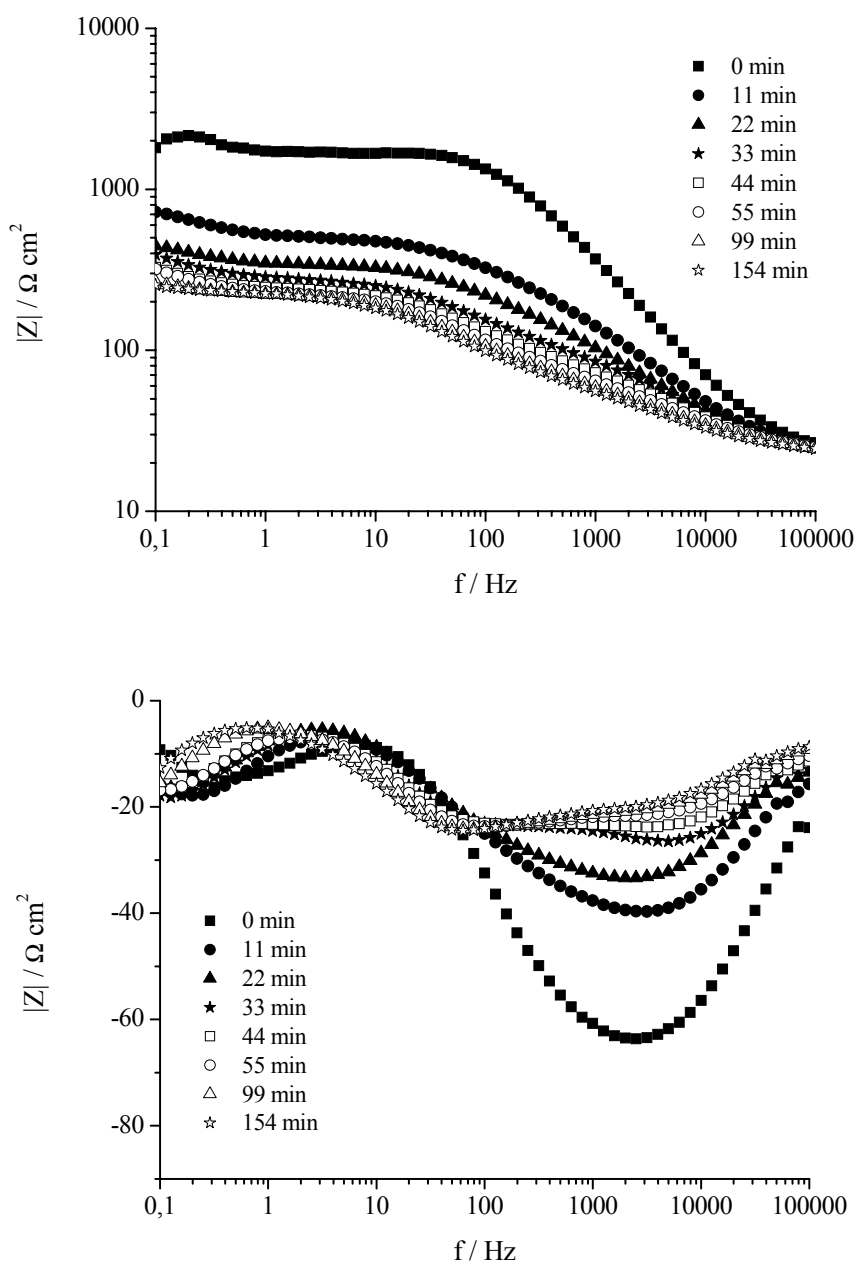 10000
1000
100
10
|Z| / Ω cm²
0 min
11 min
22 min
33 min
44 min
55 min
99 min
154 min
0,1 1 10 100 1000 10000 100000
f / Hz
0
-20
-40
-60
-80
|Z| / Ω cm²
0 min
11 min
22 min
33 min
44 min
55 min
99 min
154 min
0,1 1 10 100 1000 10000 100000
f / Hz